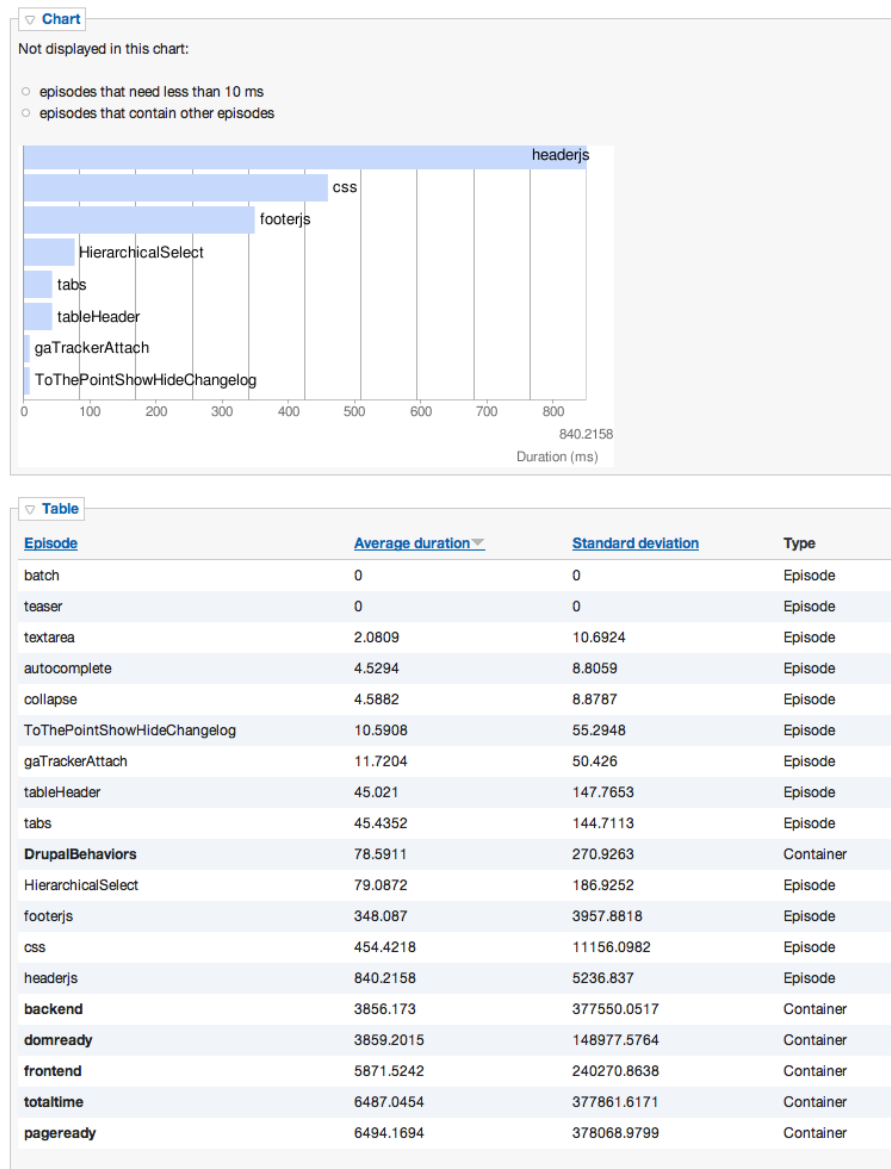 Chart
Not displayed in this chart:
episodes that need less than 10 ms
episodes that contain other episodes
headerjs
css
footerjs
HierarchicalSelect
tabs
tableHeader
gaTrackerAttach
ToThePointShowHideChangelog
0 100 200 300 400 500 600 700 800
840.2158
Duration (ms)
Table
Episode Average duration Standard deviation Type
batch 0 0 Episode
teaser 0 0 Episode
textarea 2.0809 10.6924 Episode
autocomplete 4.5294 8.8059 Episode
collapse 4.5882 8.8787 Episode
ToThePointShowHideChangelog 10.5908 55.2948 Episode
gaTrackerAttach 11.7204 50.426 Episode
tableHeader 45.021 147.7653 Episode
tabs 45.4352 144.7113 Episode
DrupalBehaviors 78.5911 270.9263 Container
HierarchicalSelect 79.0872 186.9252 Episode
footerjs 348.087 3957.8818 Episode
css 454.4218 11156.0982 Episode
headerjs 840.2158 5236.837 Episode
backend 3856.173 377550.0517 Container
domready 3859.2015 148977.5764 Container
frontend 5871.5242 240270.8638 Container
totaltime 6487.0454 377861.6171 Container
pageready 6494.1694 378068.9799 Container